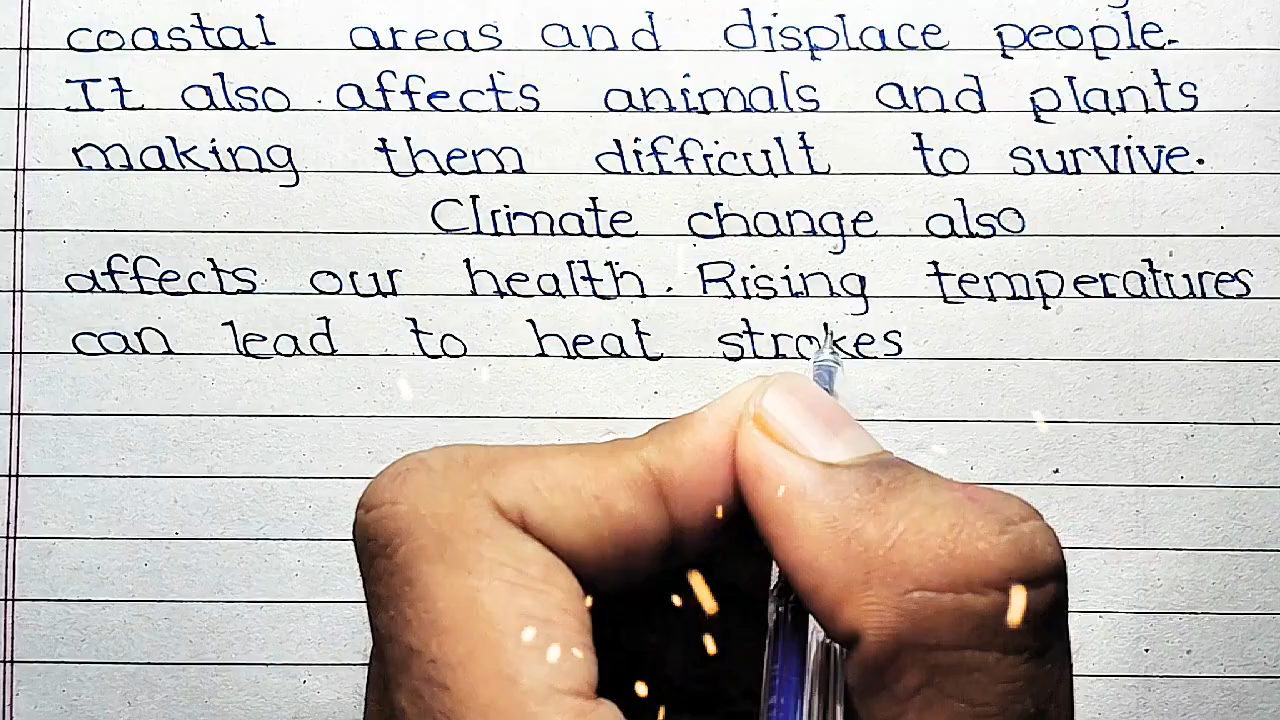 coastal areas and displace people.
It also affects animals and plants
making them difficult to survive.
Climate change also
affects our health. Rising temperatures
can lead to heat strokes